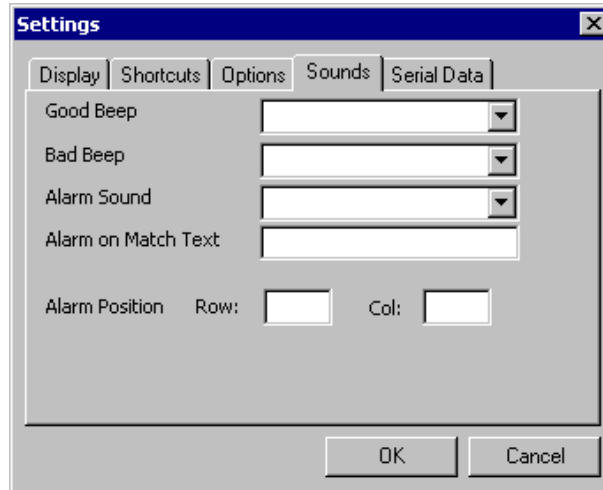 Settings
Display Shortcuts Options Sounds Serial Data
Good Beep
Bad Beep
Alarm Sound
Alarm on Match Text
Alarm Position Row: Col:
OK Cancel